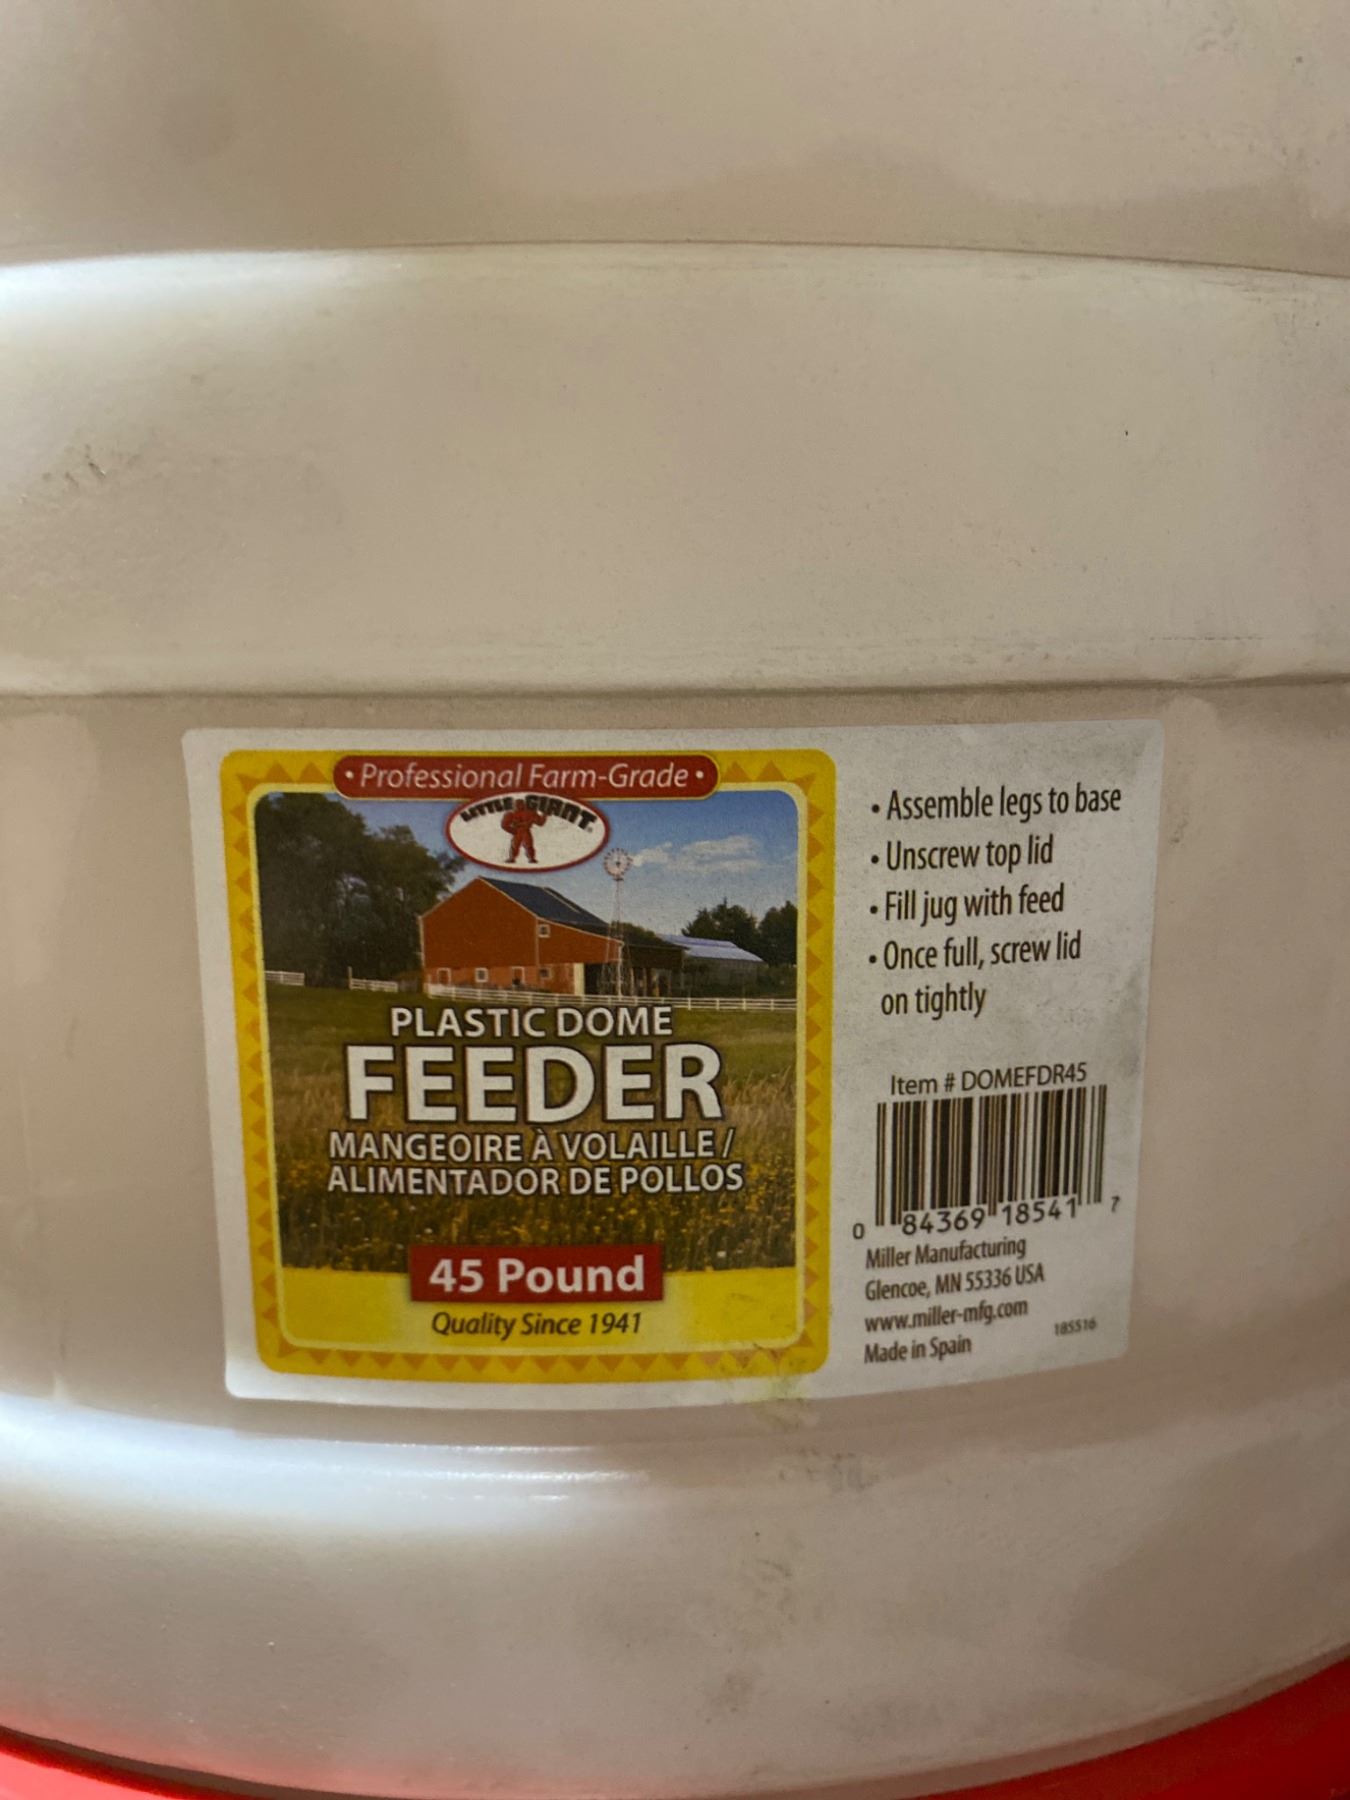 • Professional Farm-Grade •
LITTLE GIANT
PLASTIC DOME
FEEDER
MANGEOIRE À VOLAILLE /
ALIMENTADOR DE POLLOS
45 Pound
Quality Since 1941
• Assemble legs to base
• Unscrew top lid
• Fill jug with feed
• Once full, screw lid
on tightly
Item # DOMEFDR45
0 84369 18541 7
Miller Manufacturing
Glencoe, MN 55336 USA
www.miller-mfg.com
Made in Spain
185516